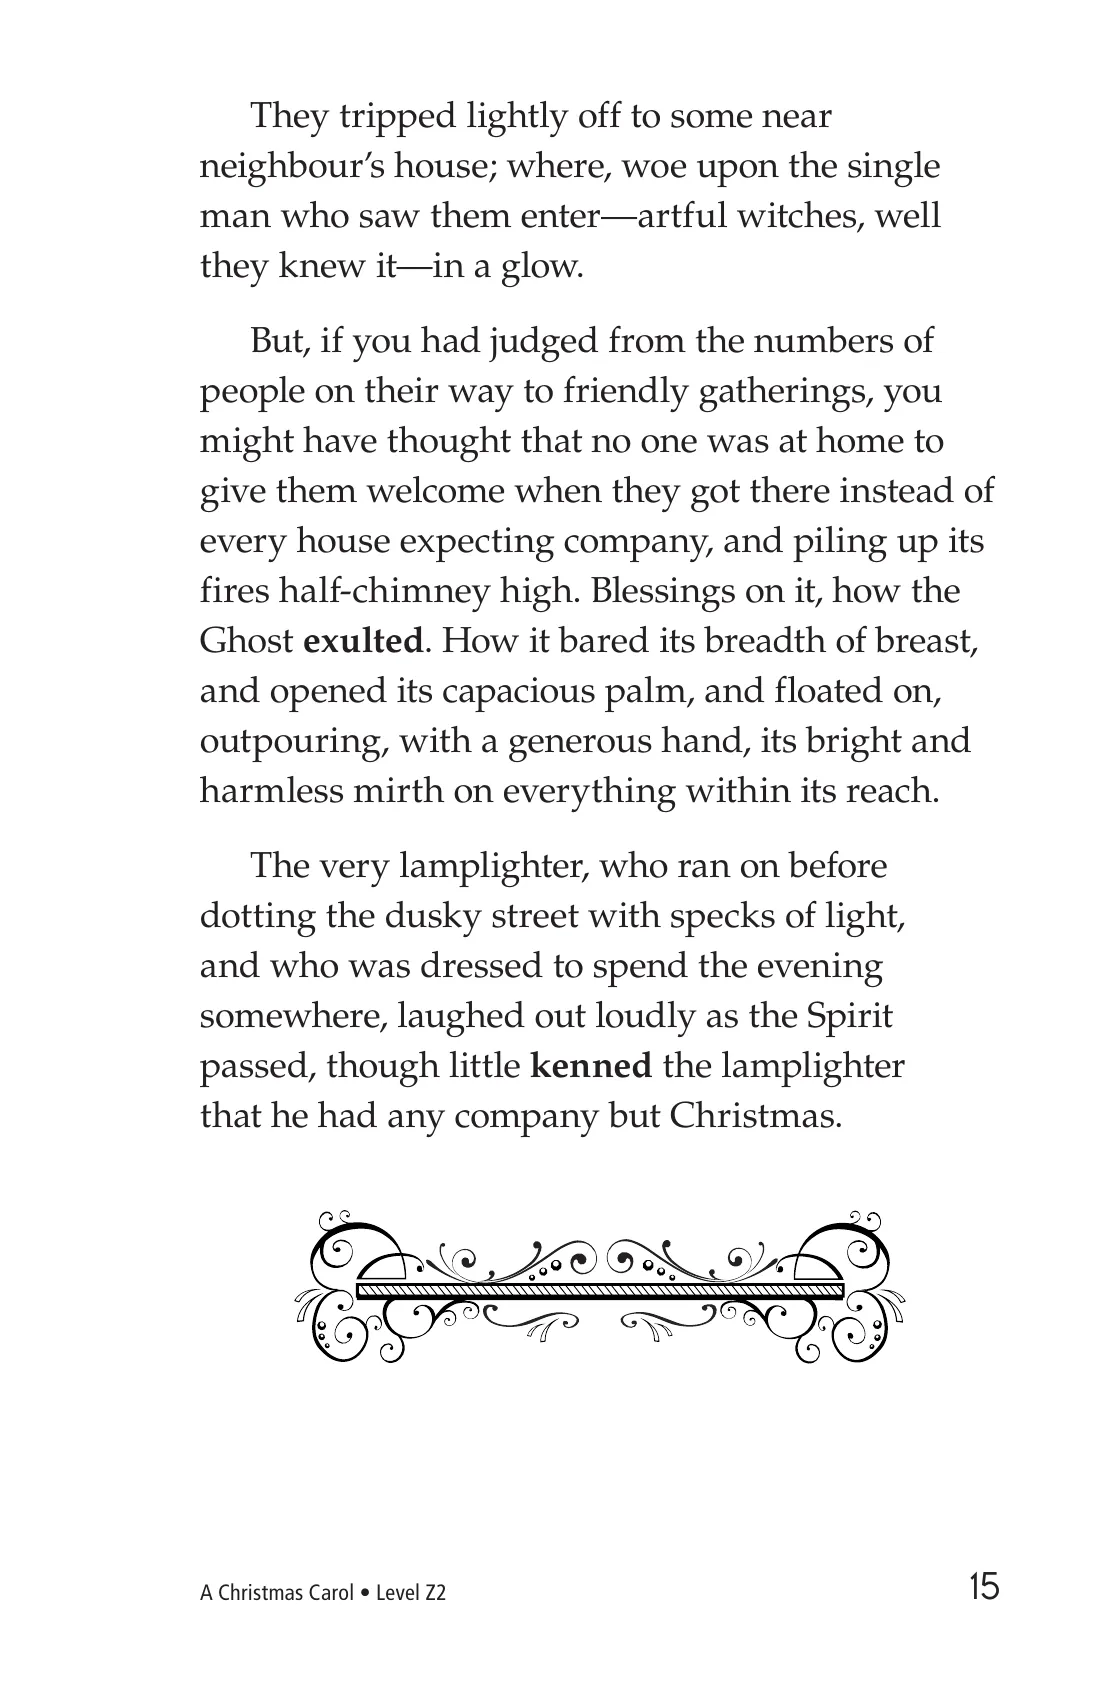 They tripped lightly off to some near
neighbour’s house; where, woe upon the single
man who saw them enter—artful witches, well
they knew it—in a glow.
But, if you had judged from the numbers of
people on their way to friendly gatherings, you
might have thought that no one was at home to
give them welcome when they got there instead of
every house expecting company, and piling up its
fires half-chimney high. Blessings on it, how the
Ghost exulted. How it bared its breadth of breast,
and opened its capacious palm, and floated on,
outpouring, with a generous hand, its bright and
harmless mirth on everything within its reach.
The very lamplighter, who ran on before
dotting the dusky street with specks of light,
and who was dressed to spend the evening
somewhere, laughed out loudly as the Spirit
passed, though little kenned the lamplighter
that he had any company but Christmas.
A Christmas Carol • Level Z2
15